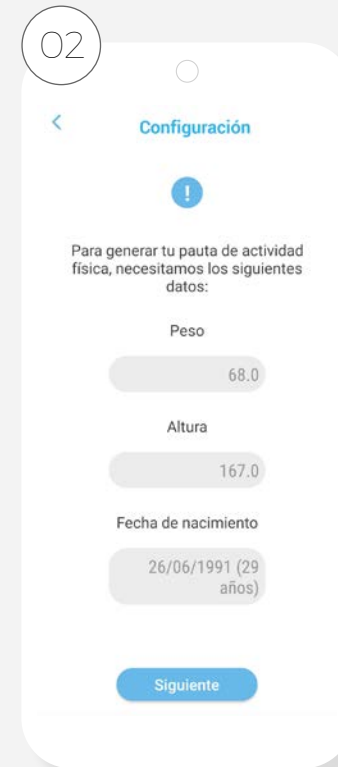 02
Configuración
!
Para generar tu pauta de actividad
física, necesitamos los siguientes
datos:
Peso
68.0
Altura
167.0
Fecha de nacimiento
26/06/1991 (29
años)
Siguiente